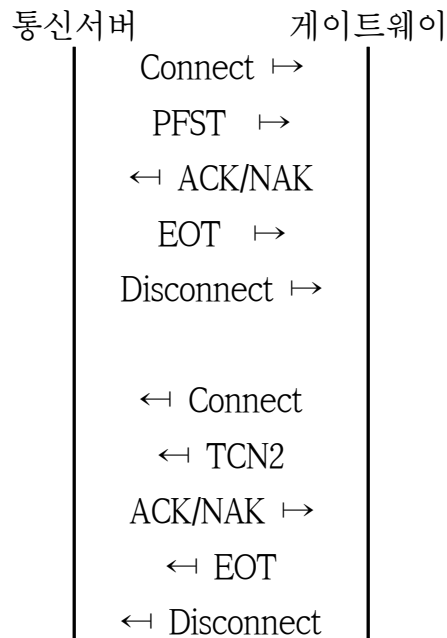 통신서버 게이트웨이
Connect ↦
PFST ↦
↤ ACK/NAK
EOT ↦
Disconnect ↦
↤ Connect
↤ TCN2
ACK/NAK ↦
↤ EOT
↤ Disconnect